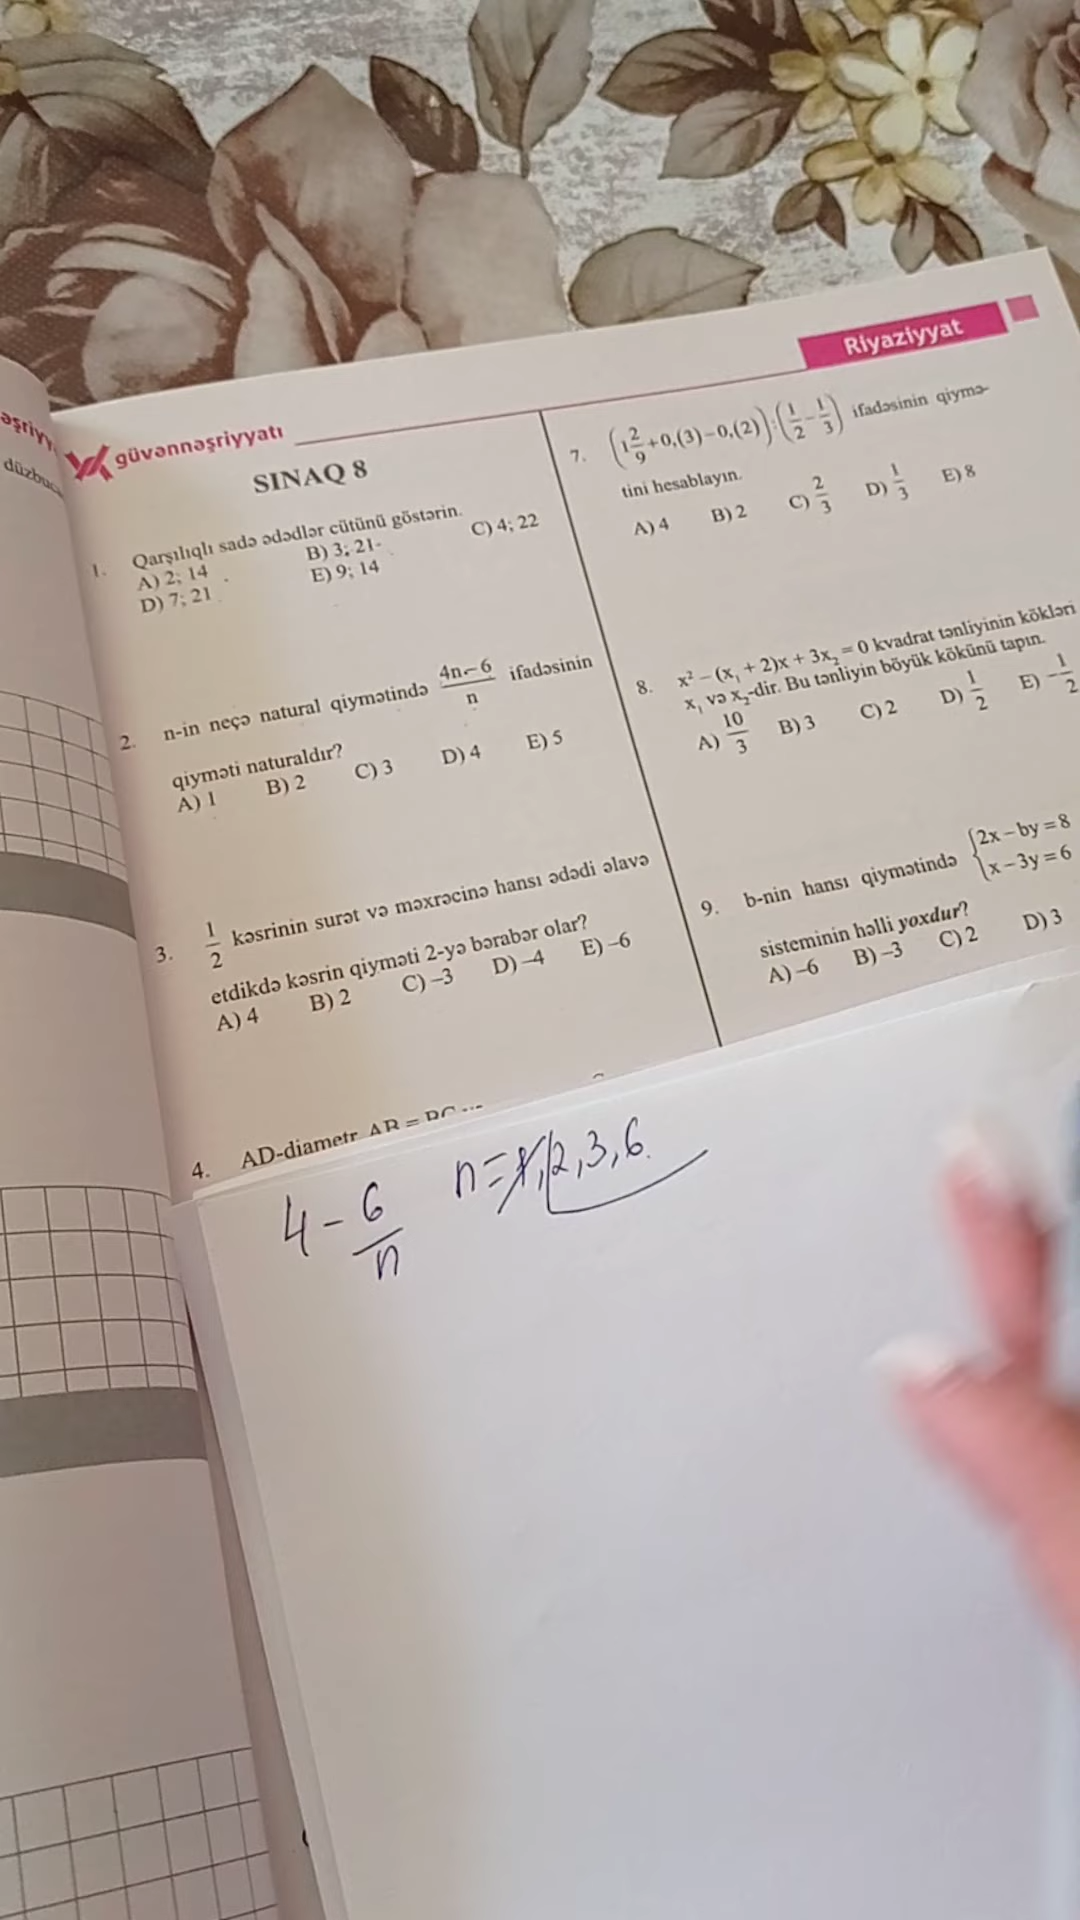 Riyaziyyat
güvənnəşriyyatı
SINAQ 8
1. Qarşılıqlı sadə ədədlər cütünü göstərin.
A) 2; 14 B) 3; 21 C) 4; 22
D) 7; 21 E) 9; 14
2. n-in neçə natural qiymətində (4n-6)/n ifadəsinin
qiyməti naturaldır?
A) 1 B) 2 C) 3 D) 4 E) 5
3. 1/2 kəsrinin surət və məxrəcinə hansı ədədi əlavə
etdikdə kəsrin qiyməti 2-yə bərabər olar?
A) 4 B) 2 C) –3 D) –4 E) –6
4. AD-diametr
7. (1 2/9 + 0,(3) – 0,(2)) : (1/2 – 1/3) ifadəsinin qiymə-
tini hesablayın.
A) 4 B) 2 C) 2/3 D) 1/3 E) 8
8. x² – (x₁ + 2)x + 3x₂ = 0 kvadrat tənliyinin kökləri
x₁ və x₂-dir. Bu tənliyin böyük kökünü tapın.
A) 10/3 B) 3 C) 2 D) 1/2 E) –1/2
9. b-nin hansı qiymətində {2x – by = 8
x – 3y = 6
sisteminin həlli yoxdur?
A) –6 B) –3 C) 2 D) 3
4 - 6/n n = 1, 2, 3, 6.